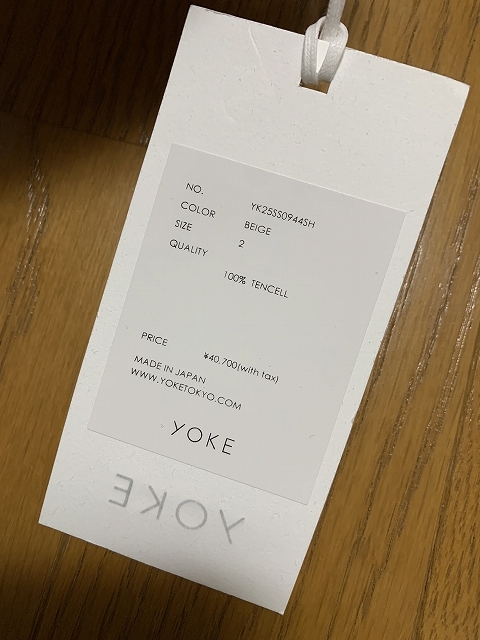 NO. YK25SS0944SH
COLOR BEIGE
SIZE 2
QUALITY
100% TENCELL
PRICE ¥40.700(with tax)
MADE IN JAPAN
WWW.YOKETOKYO.COM
YOKE
YOKE